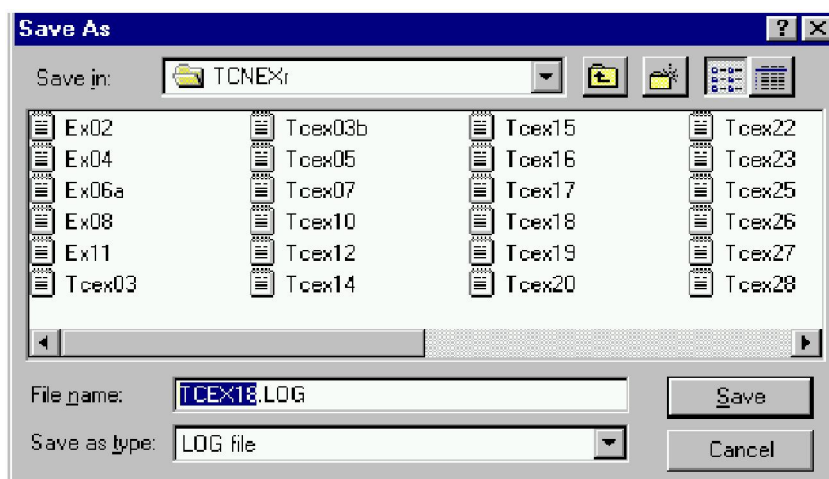 Save As
Save in: TCNEXr
Ex02 Tcex03b Tcex15 Tcex22
Ex04 Tcex05 Tcex16 Tcex23
Ex06a Tcex07 Tcex17 Tcex25
Ex08 Tcex10 Tcex18 Tcex26
Ex11 Tcex12 Tcex19 Tcex27
Tcex03 Tcex14 Tcex20 Tcex28
File name: TCEX18.LOG Save
Save as type: LOG file Cancel